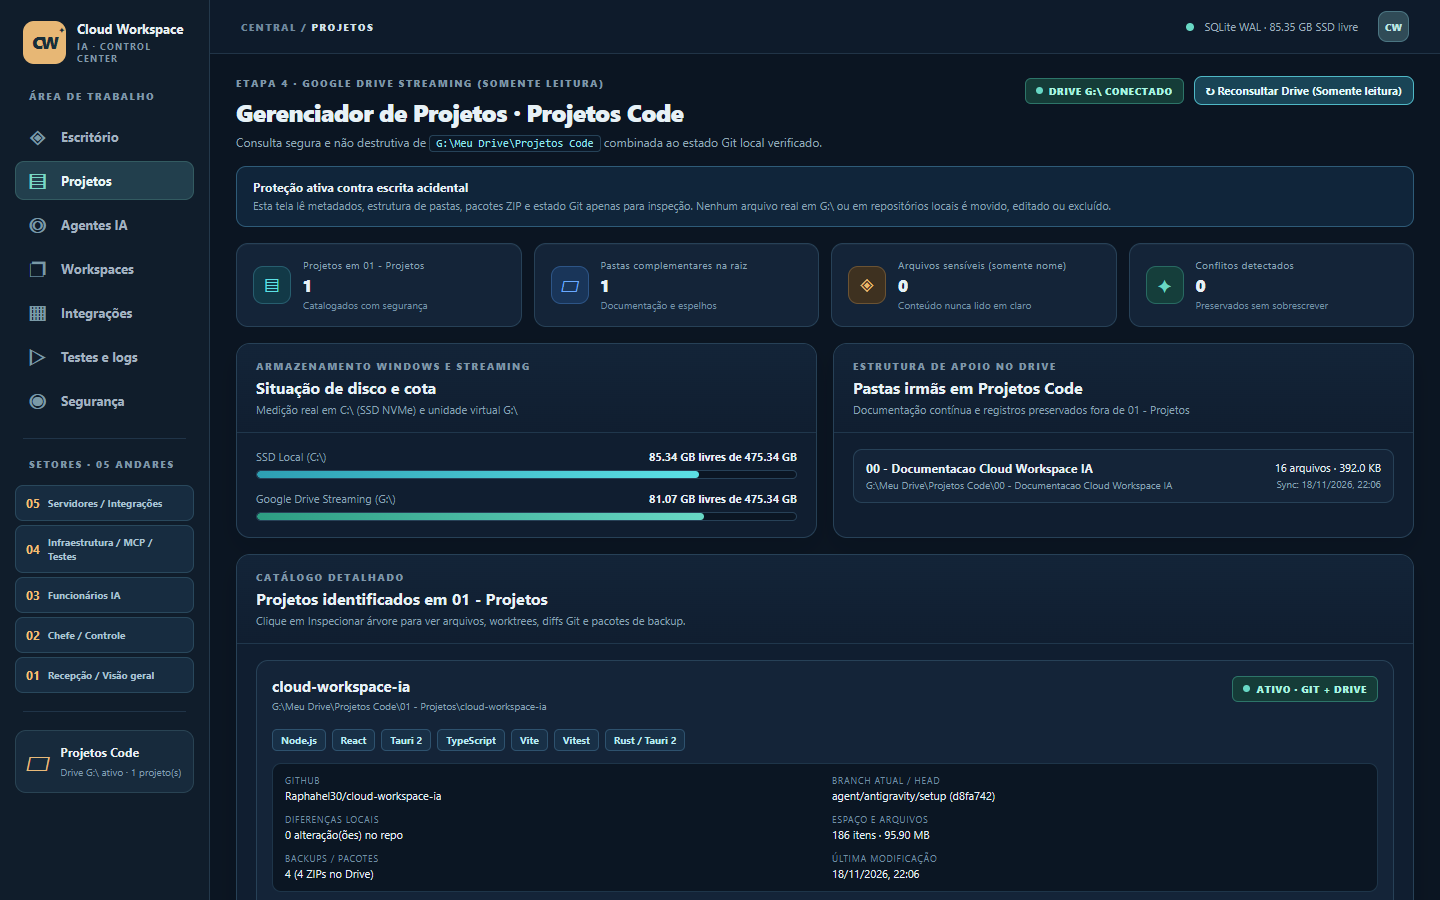 CW
Cloud Workspace
IA · CONTROL
CENTER
ÁREA DE TRABALHO
Escritório
Projetos
Agentes IA
Workspaces
Integrações
Testes e logs
Segurança
SETORES · 05 ANDARES
05 Servidores / Integrações
04 Infraestrutura / MCP /
Testes
03 Funcionários IA
02 Chefe / Controle
01 Recepção / Visão geral
Projetos Code
Drive G:\ ativo · 1 projeto(s)
CENTRAL / PROJETOS
SQLite WAL · 85.35 GB SSD livre
CW
ETAPA 4 · GOOGLE DRIVE STREAMING (SOMENTE LEITURA)
Gerenciador de Projetos · Projetos Code
Consulta segura e não destrutiva de G:\Meu Drive\Projetos Code combinada ao estado Git local verificado.
DRIVE G:\ CONECTADO
↻ Reconsultar Drive (Somente leitura)
Proteção ativa contra escrita acidental
Esta tela lê metadados, estrutura de pastas, pacotes ZIP e estado Git apenas para inspeção. Nenhum arquivo real em G:\ ou em repositórios locais é movido, editado ou excluído.
Projetos em 01 - Projetos
1
Catalogados com segurança
Pastas complementares na raiz
1
Documentação e espelhos
Arquivos sensíveis (somente nome)
0
Conteúdo nunca lido em claro
Conflitos detectados
0
Preservados sem sobrescrever
ARMAZENAMENTO WINDOWS E STREAMING
Situação de disco e cota
Medição real em C:\ (SSD NVMe) e unidade virtual G:\
SSD Local (C:\) 85.34 GB livres de 475.34 GB
Google Drive Streaming (G:\) 81.07 GB livres de 475.34 GB
ESTRUTURA DE APOIO NO DRIVE
Pastas irmãs em Projetos Code
Documentação contínua e registros preservados fora de 01 - Projetos
00 - Documentacao Cloud Workspace IA 16 arquivos · 392.0 KB
G:\Meu Drive\Projetos Code\00 - Documentacao Cloud Workspace IA Sync: 18/11/2026, 22:06
CATÁLOGO DETALHADO
Projetos identificados em 01 - Projetos
Clique em Inspecionar árvore para ver arquivos, worktrees, diffs Git e pacotes de backup.
cloud-workspace-ia
G:\Meu Drive\Projetos Code\01 - Projetos\cloud-workspace-ia
ATIVO · GIT + DRIVE
Node.js React Tauri 2 TypeScript Vite Vitest Rust / Tauri 2
GITHUB
Raphahel30/cloud-workspace-ia
BRANCH ATUAL / HEAD
agent/antigravity/setup (d8fa742)
DIFERENÇAS LOCAIS
0 alteração(ões) no repo
ESPAÇO E ARQUIVOS
186 itens · 95.90 MB
BACKUPS / PACOTES
4 (4 ZIPs no Drive)
ÚLTIMA MODIFICAÇÃO
18/11/2026, 22:06